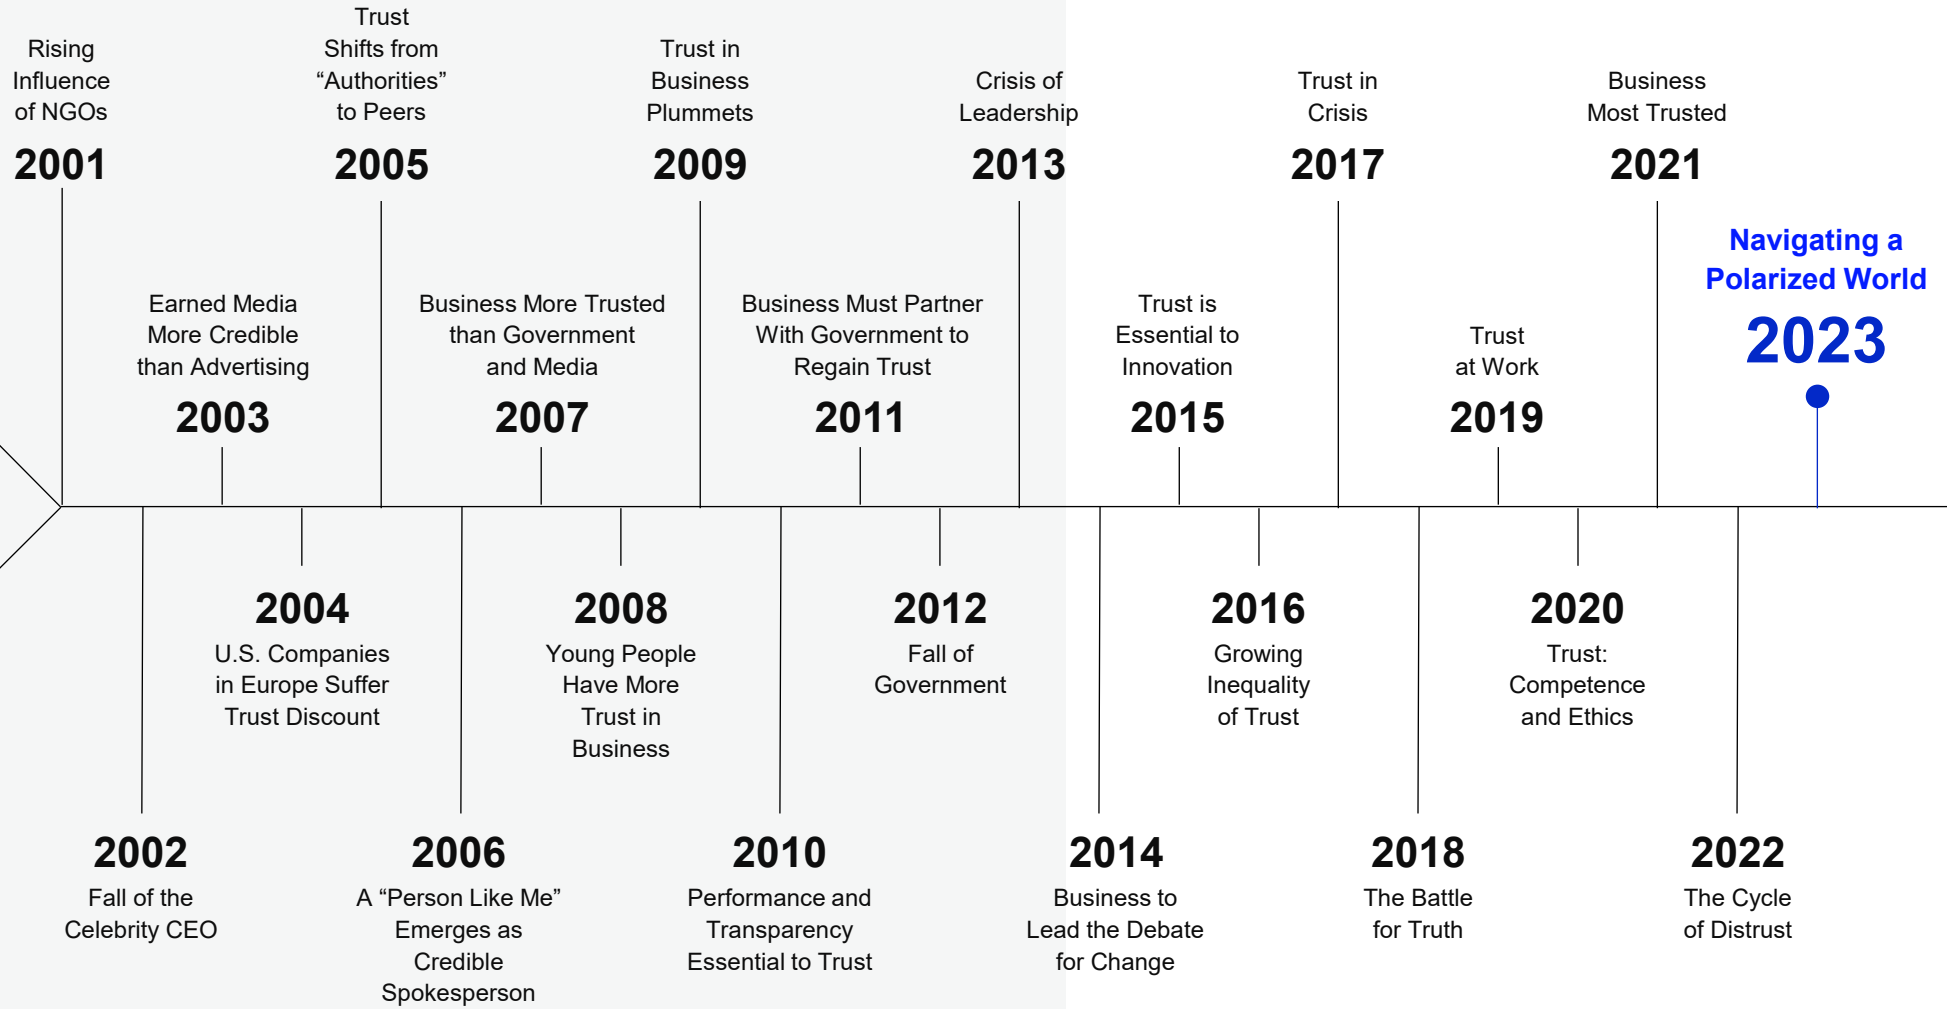 Rising
Influence
of NGOs
2001
Fall of the
Celebrity CEO
2002
Earned Media
More Credible
than Advertising
2003
2004
U.S. Companies
in Europe Suffer
Trust Discount
Trust
Shifts from
“Authorities”
to Peers
2005
2006
A “Person Like Me”
Emerges as
Credible
Spokesperson
Business More Trusted
than Government
and Media
2007
2008
Young People
Have More
Trust in
Business
Trust in
Business
Plummets
2009
2010
Performance and
Transparency
Essential to Trust
Business Must Partner
With Government to
Regain Trust
2011
2012
Fall of
Government
Crisis of
Leadership
2013
2014
Business to
Lead the Debate
for Change
Trust is
Essential to
Innovation
2015
2016
Growing
Inequality
of Trust
Trust in
Crisis
2017
2018
The Battle
for Truth
Trust
at Work
2019
2020
Trust:
Competence
and Ethics
Business
Most Trusted
2021
2022
The Cycle
of Distrust
Navigating a
Polarized World
2023